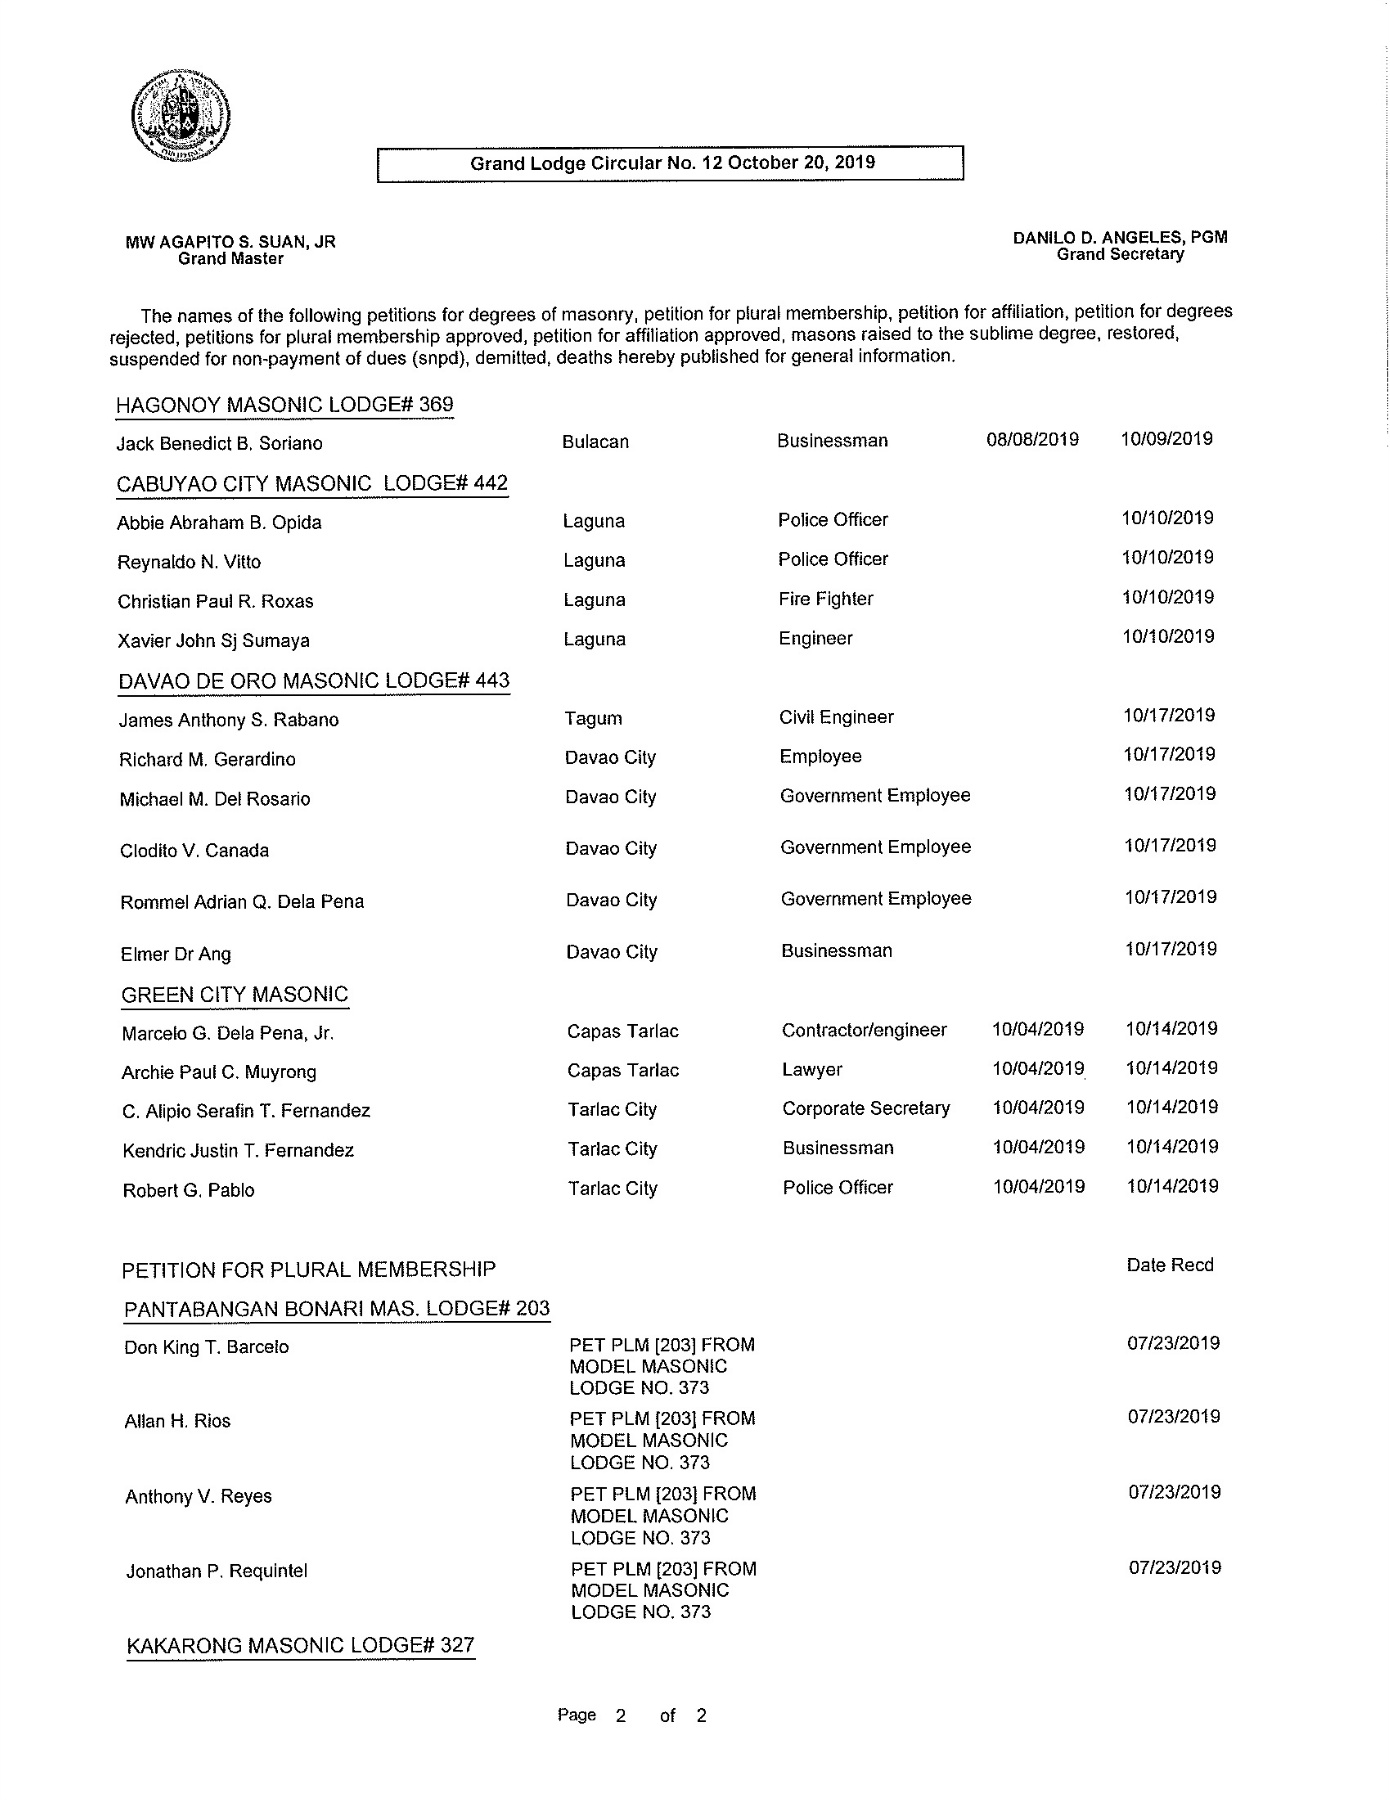 Grand Lodge Circular No. 12 October 20, 2019
MW AGAPITO S. SUAN, JR
Grand Master
DANILO D. ANGELES, PGM
Grand Secretary
The names of the following petitions for degrees of masonry, petition for plural membership, petition for affiliation, petition for degrees
rejected, petitions for plural membership approved, petition for affiliation approved, masons raised to the sublime degree, restored,
suspended for non-payment of dues (snpd), demitted, deaths hereby published for general information.
HAGONOY MASONIC LODGE# 369
Jack Benedict B. Soriano Bulacan Businessman 08/08/2019 10/09/2019
CABUYAO CITY MASONIC LODGE# 442
Abbie Abraham B. Opida Laguna Police Officer 10/10/2019
Reynaldo N. Vitto Laguna Police Officer 10/10/2019
Christian Paul R. Roxas Laguna Fire Fighter 10/10/2019
Xavier John Sj Sumaya Laguna Engineer 10/10/2019
DAVAO DE ORO MASONIC LODGE# 443
James Anthony S. Rabano Tagum Civil Engineer 10/17/2019
Richard M. Gerardino Davao City Employee 10/17/2019
Michael M. Del Rosario Davao City Government Employee 10/17/2019
Clodito V. Canada Davao City Government Employee 10/17/2019
Rommel Adrian Q. Dela Pena Davao City Government Employee 10/17/2019
Elmer Dr Ang Davao City Businessman 10/17/2019
GREEN CITY MASONIC
Marcelo G. Dela Pena, Jr. Capas Tarlac Contractor/engineer 10/04/2019 10/14/2019
Archie Paul C. Muyrong Capas Tarlac Lawyer 10/04/2019 10/14/2019
C. Alipio Serafin T. Fernandez Tarlac City Corporate Secretary 10/04/2019 10/14/2019
Kendric Justin T. Fernandez Tarlac City Businessman 10/04/2019 10/14/2019
Robert G. Pablo Tarlac City Police Officer 10/04/2019 10/14/2019
PETITION FOR PLURAL MEMBERSHIP Date Recd
PANTABANGAN BONARI MAS. LODGE# 203
Don King T. Barcelo PET PLM [203] FROM 07/23/2019
MODEL MASONIC
LODGE NO. 373
Allan H. Rios PET PLM [203] FROM 07/23/2019
MODEL MASONIC
LODGE NO. 373
Anthony V. Reyes PET PLM [203] FROM 07/23/2019
MODEL MASONIC
LODGE NO. 373
Jonathan P. Requintel PET PLM [203] FROM 07/23/2019
MODEL MASONIC
LODGE NO. 373
KAKARONG MASONIC LODGE# 327
Page 2 of 2